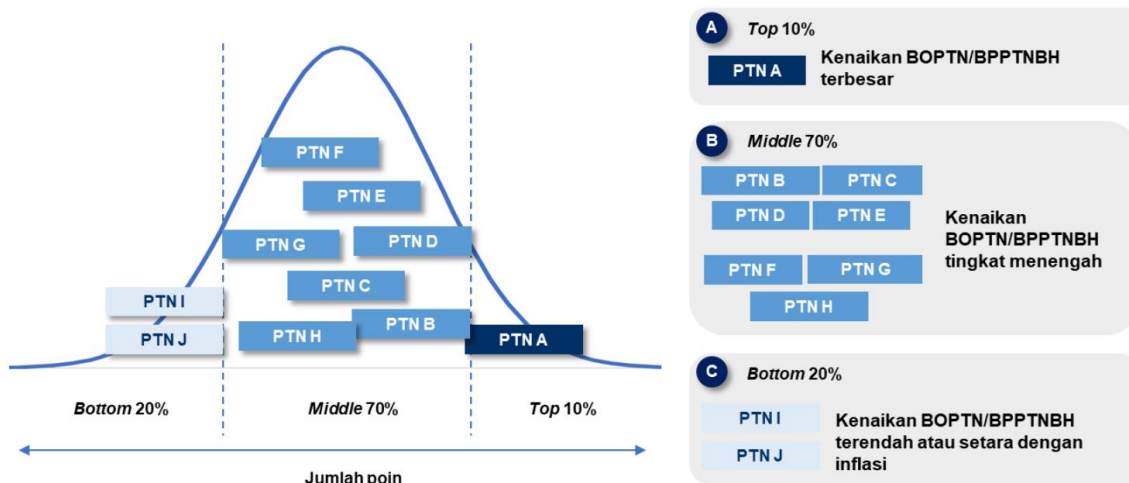 PTN F
PTN E
PTN G
PTN D
PTN C
PTN I
PTN B
PTN H
PTN J
PTN A
Bottom 20%
Middle 70%
Top 10%
Jumlah poin
A
Top 10%
PTN A
Kenaikan BOPTN/BPPTNBH
terbesar
B
Middle 70%
PTN B
PTN C
PTN D
PTN E
PTN F
PTN G
PTN H
Kenaikan
BOPTN/BPPTNBH
tingkat menengah
C
Bottom 20%
PTN I
PTN J
Kenaikan BOPTN/BPPTNBH
terendah atau setara dengan
inflasi